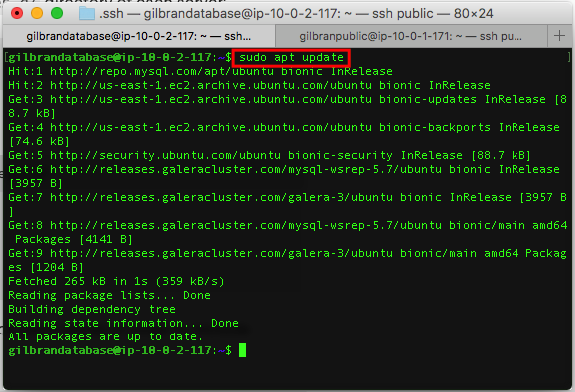 .ssh — gilbrandatabase@ip-10-0-2-117: ~ — ssh public — 80×24
gilbrandatabase@ip-10-0-2-117: ~ — ssh...
gilbranpublic@ip-10-0-1-171: ~ — ssh pu...
gilbrandatabase@ip-10-0-2-117:~$ sudo apt update
Hit:1 http://repo.mysql.com/apt/ubuntu bionic InRelease
Hit:2 http://us-east-1.ec2.archive.ubuntu.com/ubuntu bionic InRelease
Get:3 http://us-east-1.ec2.archive.ubuntu.com/ubuntu bionic-updates InRelease [8
8.7 kB]
Get:4 http://us-east-1.ec2.archive.ubuntu.com/ubuntu bionic-backports InRelease
[74.6 kB]
Get:5 http://security.ubuntu.com/ubuntu bionic-security InRelease [88.7 kB]
Get:6 http://releases.galeracluster.com/mysql-wsrep-5.7/ubuntu bionic InRelease
[3957 B]
Get:7 http://releases.galeracluster.com/galera-3/ubuntu bionic InRelease [3957 B
]
Get:8 http://releases.galeracluster.com/mysql-wsrep-5.7/ubuntu bionic/main amd64
Packages [4141 B]
Get:9 http://releases.galeracluster.com/galera-3/ubuntu bionic/main amd64 Packag
es [1204 B]
Fetched 265 kB in 1s (359 kB/s)
Reading package lists... Done
Building dependency tree
Reading state information... Done
All packages are up to date.
gilbrandatabase@ip-10-0-2-117:~$